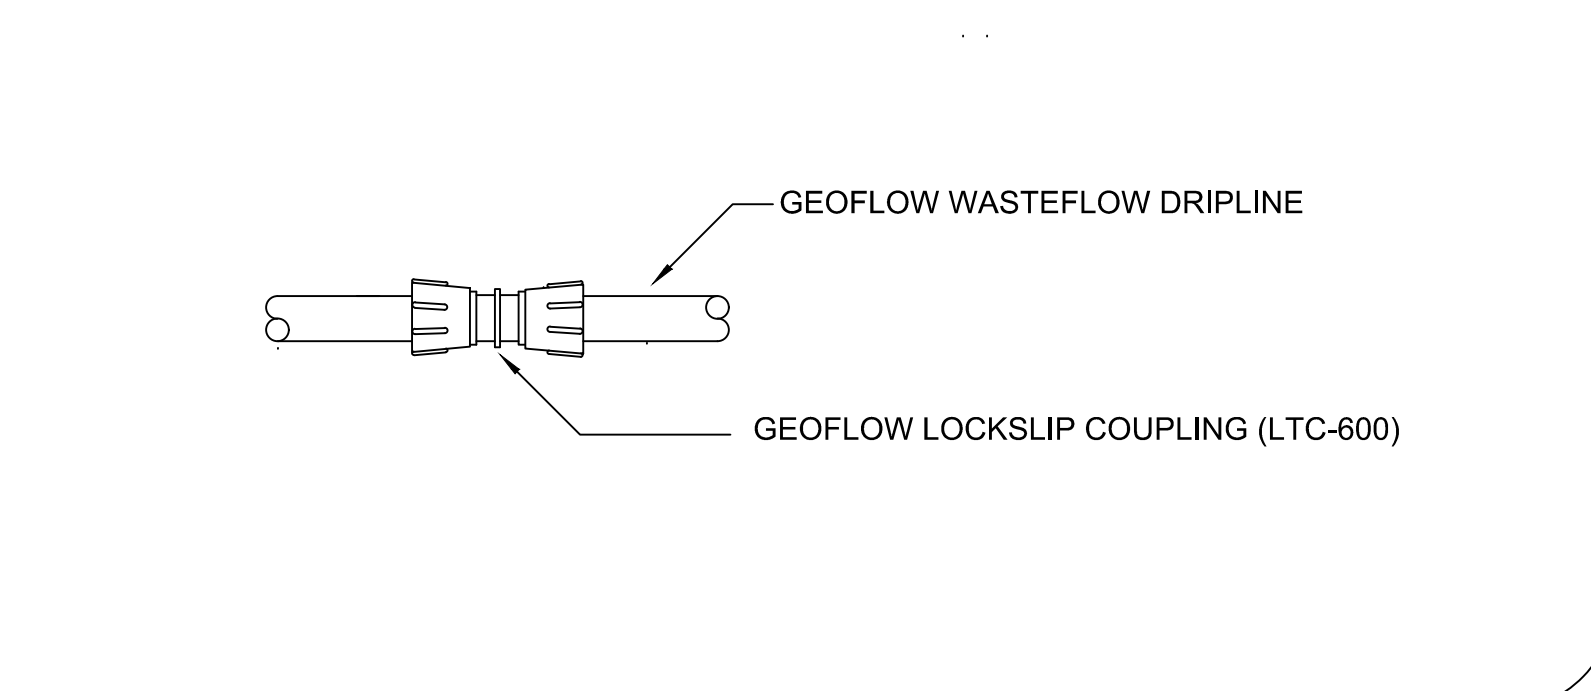 GEOFLOW WASTEFLOW DRIPLINE
GEOFLOW LOCKSLIP COUPLING (LTC-600)